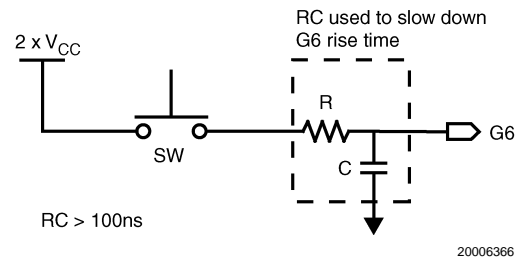 RC used to slow down
G6 rise time
2 x VCC
R
G6
SW
C
RC > 100ns
20006366